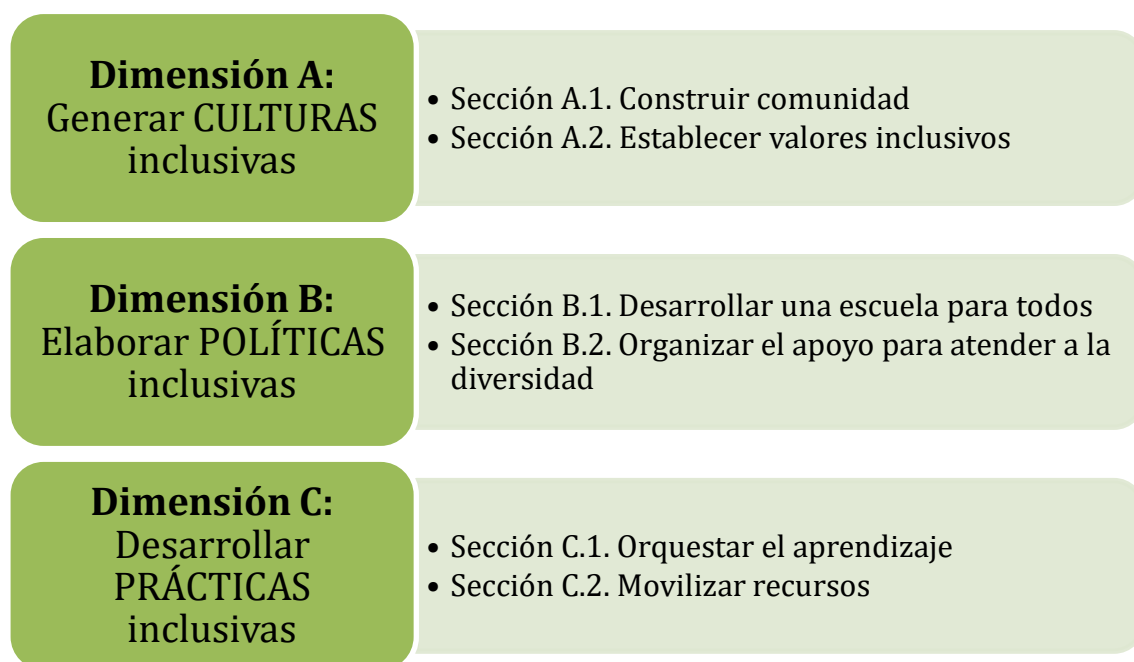 Dimensión A:
Generar CULTURAS
inclusivas
• Sección A.1. Construir comunidad
• Sección A.2. Establecer valores inclusivos
Dimensión B:
Elaborar POLÍTICAS
inclusivas
• Sección B.1. Desarrollar una escuela para todos
• Sección B.2. Organizar el apoyo para atender a la
diversidad
Dimensión C:
Desarrollar
PRÁCTICAS
inclusivas
• Sección C.1. Orquestar el aprendizaje
• Sección C.2. Movilizar recursos